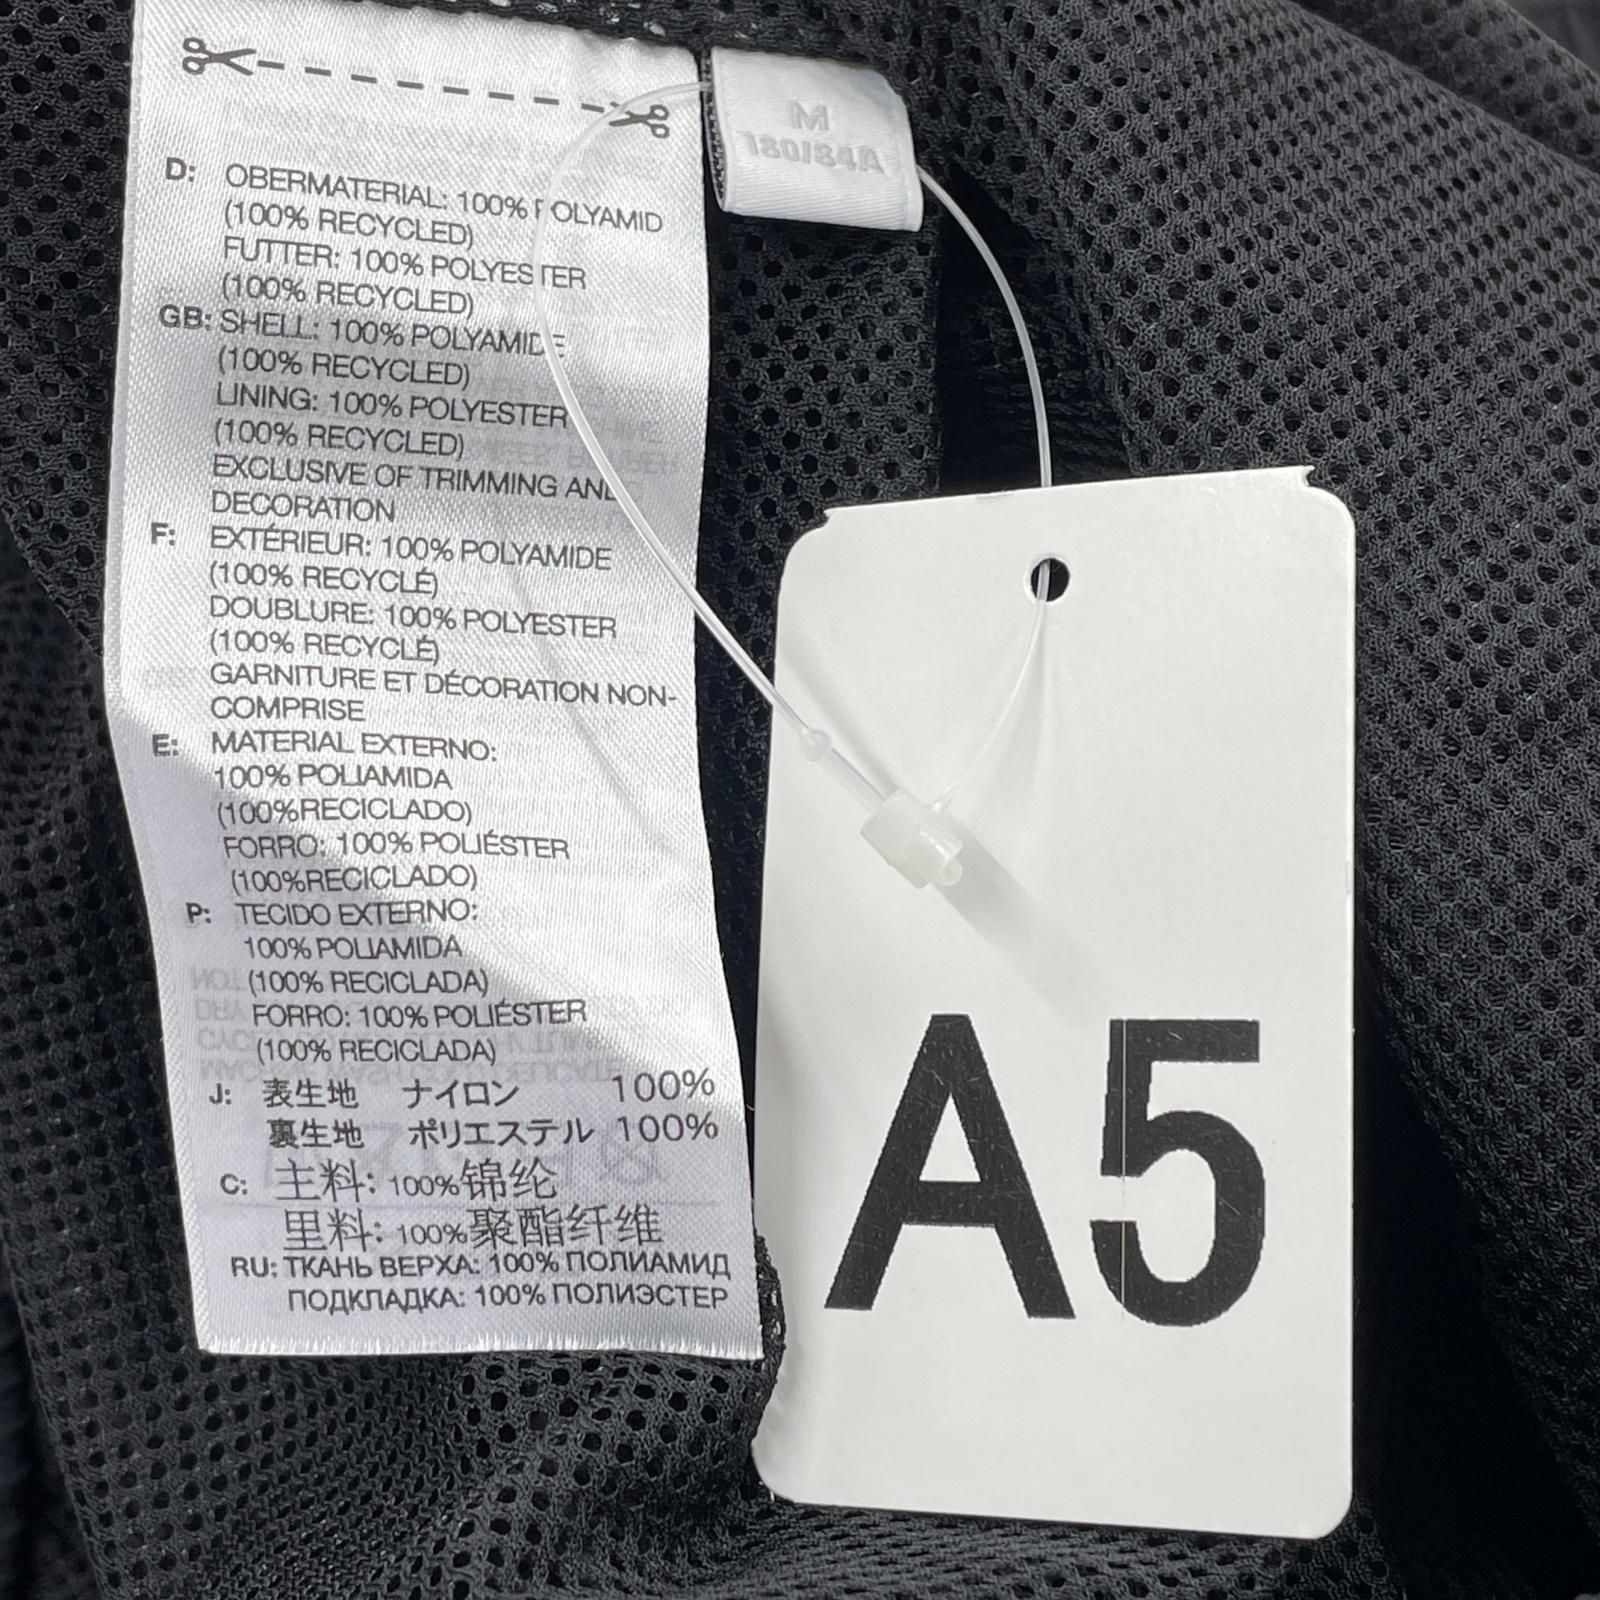 M
180/84A
D: OBERMATERIAL: 100% POLYAMID
(100% RECYCLED)
FUTTER: 100% POLYESTER
(100% RECYCLED)
GB: SHELL: 100% POLYAMIDE
(100% RECYCLED)
LINING: 100% POLYESTER
(100% RECYCLED)
EXCLUSIVE OF TRIMMING AND
DECORATION
F: EXTÉRIEUR: 100% POLYAMIDE
(100% RECYCLÉ)
DOUBLURE: 100% POLYESTER
(100% RECYCLÉ)
GARNITURE ET DÉCORATION NON-
COMPRISE
E: MATERIAL EXTERNO:
100% POLIAMIDA
(100%RECICLADO)
FORRO: 100% POLIÉSTER
(100%RECICLADO)
P: TECIDO EXTERNO:
100% POLIAMIDA
(100% RECICLADA)
FORRO: 100% POLIÉSTER
(100% RECICLADA)
J: 表生地 ナイロン 100%
裏生地 ポリエステル 100%
C: 主料: 100%锦纶
里料: 100%聚酯纤维
RU: ТКАНЬ ВЕРХА: 100% ПОЛИАМИД
ПОДКЛАДКА: 100% ПОЛИЭСТЕР
A5